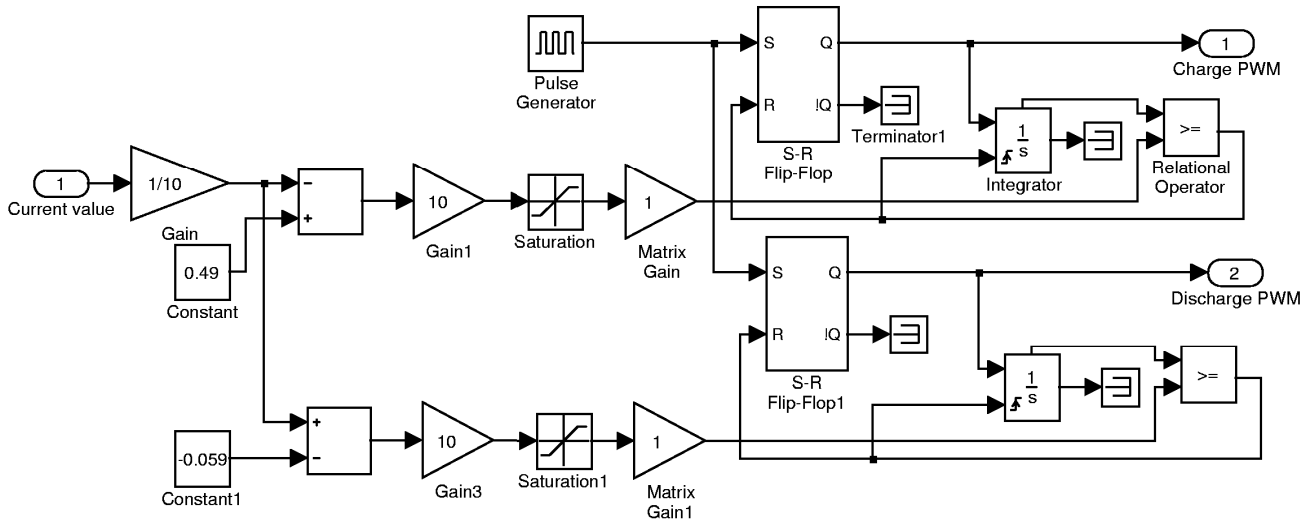 Pulse
Generator
S
Q
R
!Q
S-R
Flip-Flop
Terminator1
1
Charge PWM
1
s
Integrator
>=
Relational
Operator
1
Current value
1/10
Gain
-
+
10
Gain1
Saturation
1
Matrix
Gain
0.49
Constant
S
Q
R
!Q
S-R
Flip-Flop1
2
Discharge PWM
1
s
>=
-0.059
Constant1
+
-
10
Gain3
Saturation1
1
Matrix
Gain1